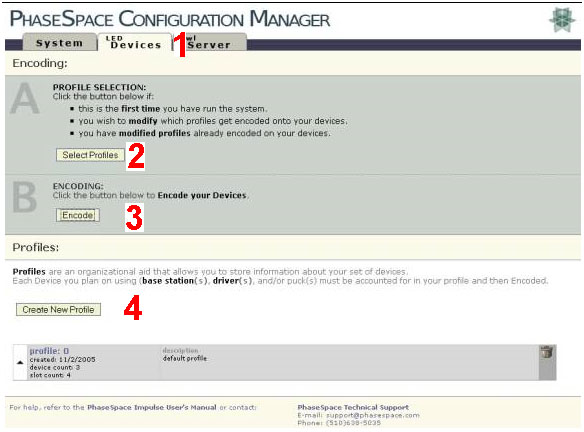 PHASESPACE CONFIGURATION MANAGER
System
LED Devices
1
wl Server
Encoding:
A
PROFILE SELECTION:
Click the button below if:
▪ this is the first time you have run the system.
▪ you wish to modify which profiles get encoded onto your devices.
▪ you have modified profiles already encoded on your devices.
Select Profiles
2
B
ENCODING:
Click the button below to Encode your Devices.
Encode
3
Profiles:
Profiles are an organizational aid that allows you to store information about your set of devices.
Each Device you plan on using (base station(s), driver(s), and/or puck(s) must be accounted for in your profile and then Encoded.
Create New Profile
4
profile: 0
created: 11/2/2005
device count: 3
slot count: 4
description
default profile
For help, refer to the PhaseSpace Impulse User's Manual or contact:
PhaseSpace Technical Support
E-mail: support@phasespace.com
Phone: (510)639-5035